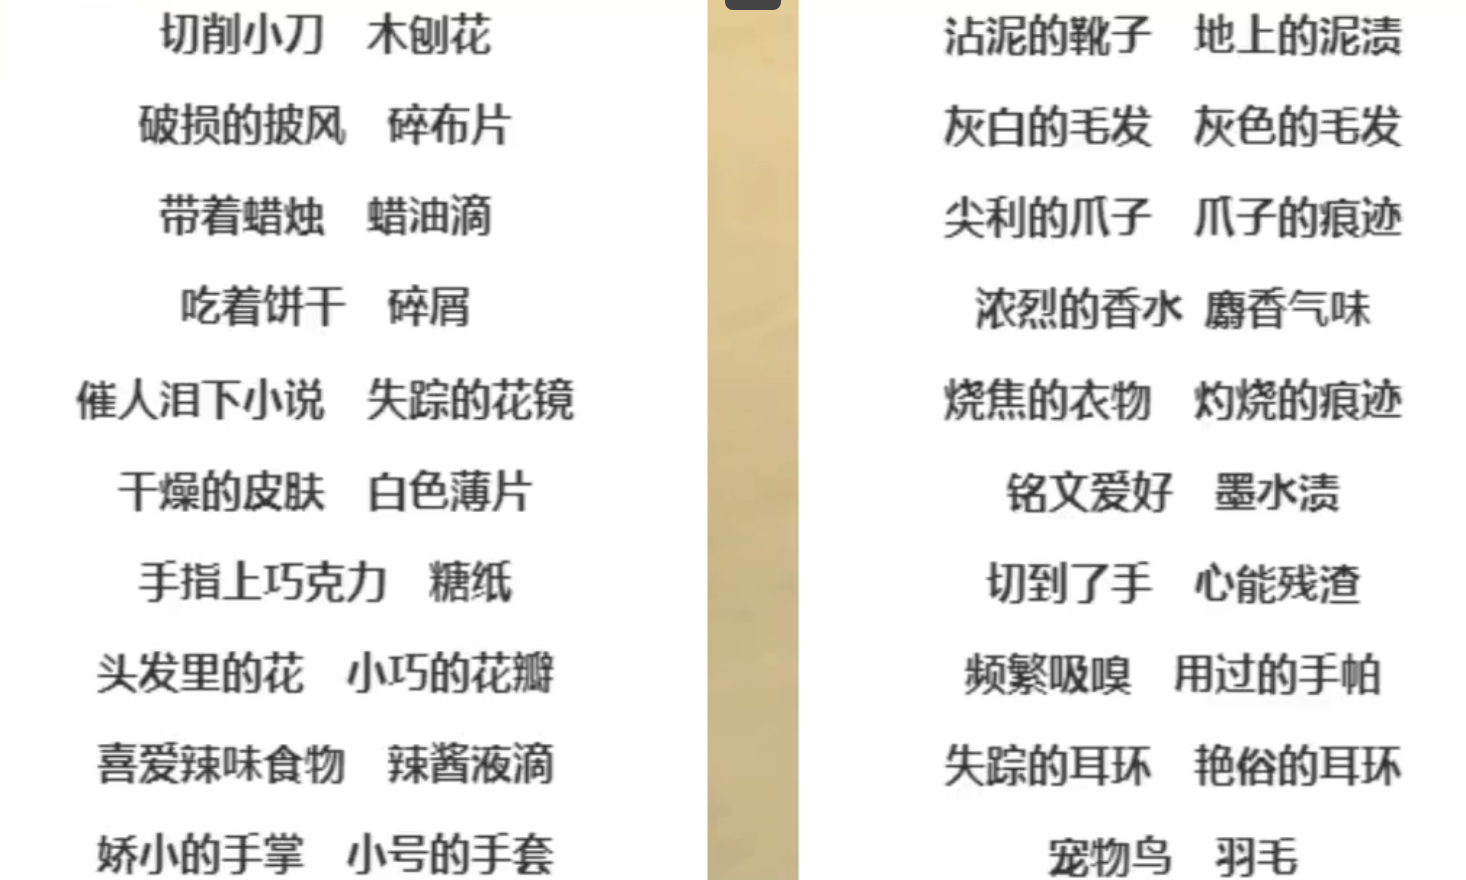 切削小刀 木刨花
破损的披风 碎布片
带着蜡烛 蜡油滴
吃着饼干 碎屑
催人泪下小说 失踪的花镜
干燥的皮肤 白色薄片
手指上巧克力 糖纸
头发里的花 小巧的花瓣
喜爱辣味食物 辣酱液滴
娇小的手掌 小号的手套
沾泥的靴子 地上的泥渍
灰白的毛发 灰色的毛发
尖利的爪子 爪子的痕迹
浓烈的香水 麝香气味
烧焦的衣物 灼烧的痕迹
铭文爱好 墨水渍
切到了手 心能残渣
频繁吸嗅 用过的手帕
失踪的耳环 艳俗的耳环
宠物鸟 羽毛